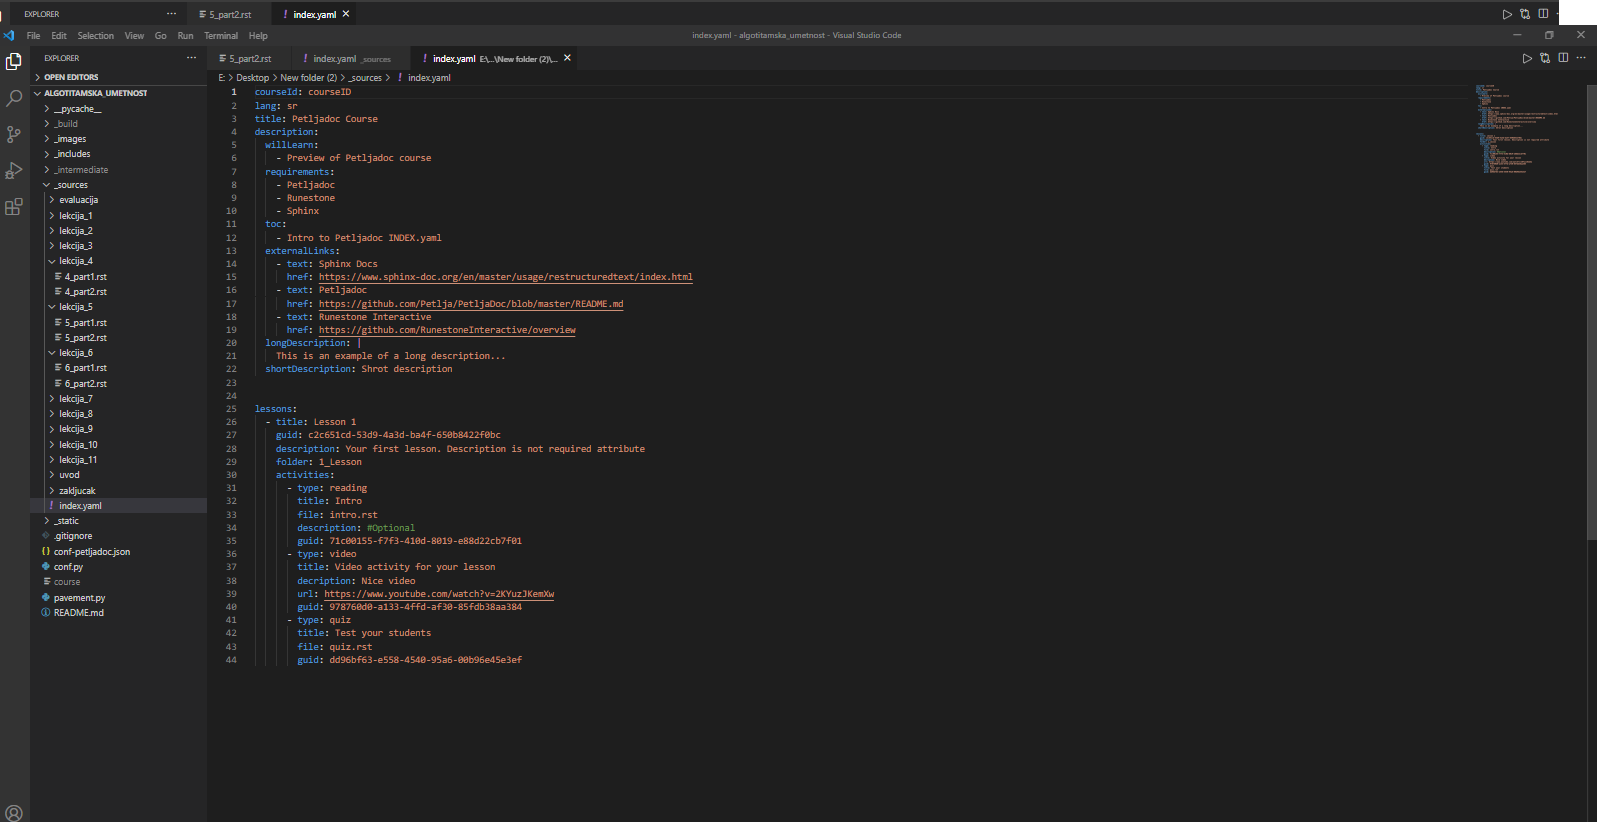 EXPLORER ··· 5_part2.rst ! index.yaml ×
File Edit Selection View Go Run Terminal Help index.yaml - algotitamska_umetnost - Visual Studio Code
EXPLORER ··· 5_part2.rst ! index.yaml _sources ! index.yaml E:\...\New folder (2)\... ×
E: > Desktop > New folder (2) > _sources > ! index.yaml
OPEN EDITORS
ALGOTITAMSKA_UMETNOST
__pycache__
_build
_images
_includes
_intermediate
_sources
evaluacija
lekcija_1
lekcija_2
lekcija_3
lekcija_4
4_part1.rst
4_part2.rst
lekcija_5
5_part1.rst
5_part2.rst
lekcija_6
6_part1.rst
6_part2.rst
lekcija_7
lekcija_8
lekcija_9
lekcija_10
lekcija_11
uvod
zakljucak
! index.yaml
_static
.gitignore
{} conf-petljadoc.json
conf.py
course
pavement.py
README.md
1 courseId: courseID
2 lang: sr
3 title: Petljadoc Course
4 description:
5 willLearn:
6 - Preview of Petljadoc course
7 requirements:
8 - Petljadoc
9 - Runestone
10 - Sphinx
11 toc:
12 - Intro to Petljadoc INDEX.yaml
13 externalLinks:
14 - text: Sphinx Docs
15 href: https://www.sphinx-doc.org/en/master/usage/restructuredtext/index.html
16 - text: Petljadoc
17 href: https://github.com/Petlja/PetljaDoc/blob/master/README.md
18 - text: Runestone Interactive
19 href: https://github.com/RunestoneInteractive/overview
20 longDescription: |
21 This is an example of a long description...
22 shortDescription: Shrot description
23
24
25 lessons:
26 - title: Lesson 1
27 guid: c2c651cd-53d9-4a3d-ba4f-650b8422f0bc
28 description: Your first lesson. Description is not required attribute
29 folder: 1_Lesson
30 activities:
31 - type: reading
32 title: Intro
33 file: intro.rst
34 description: #Optional
35 guid: 71c00155-f7f3-410d-8019-e88d22cb7f01
36 - type: video
37 title: Video activity for your lesson
38 decription: Nice video
39 url: https://www.youtube.com/watch?v=2KYuzJKemXw
40 guid: 978760d0-a133-4ffd-af30-85fdb38aa384
41 - type: quiz
42 title: Test your students
43 file: quiz.rst
44 guid: dd96bf63-e558-4540-95a6-00b96e45e3ef